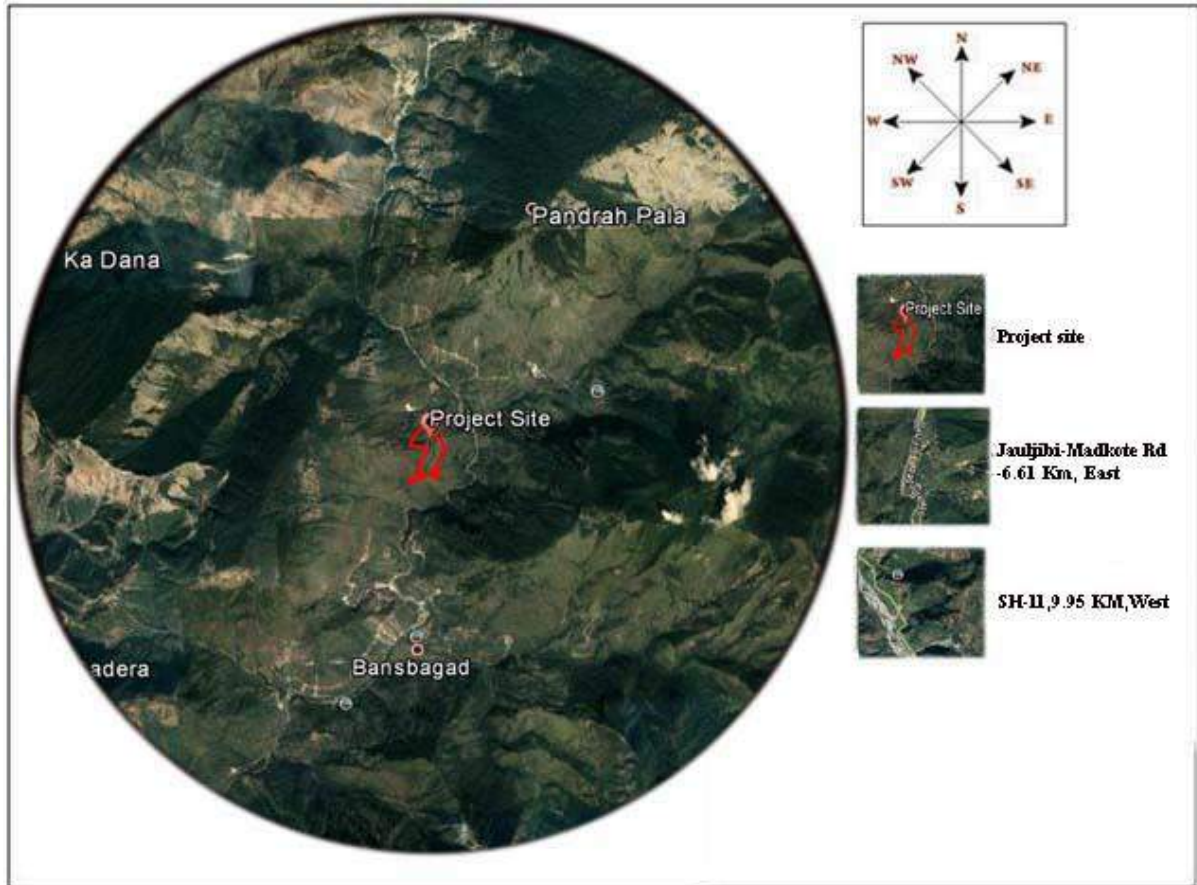 N
NW
NE
W
E
SW
SE
S
Pandrah Pala
Ka Dana
Project Site
Bansbagad
adera
Project Site
Project site
Jauljibi-Madkote Rd
-6.61 Km, East
SH-11,9.95 KM,West